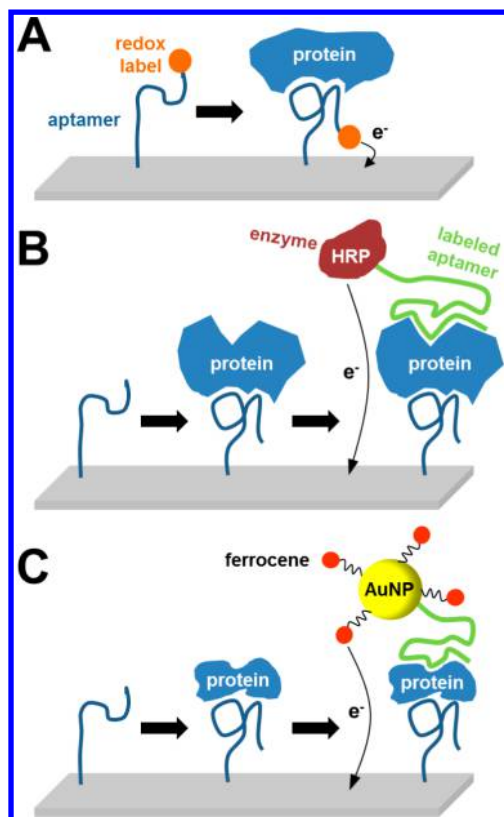 A
redox
label
aptamer
protein
e-
B
enzyme
HRP
labeled
aptamer
protein
protein
e-
C
ferrocene
AuNP
protein
protein
e-